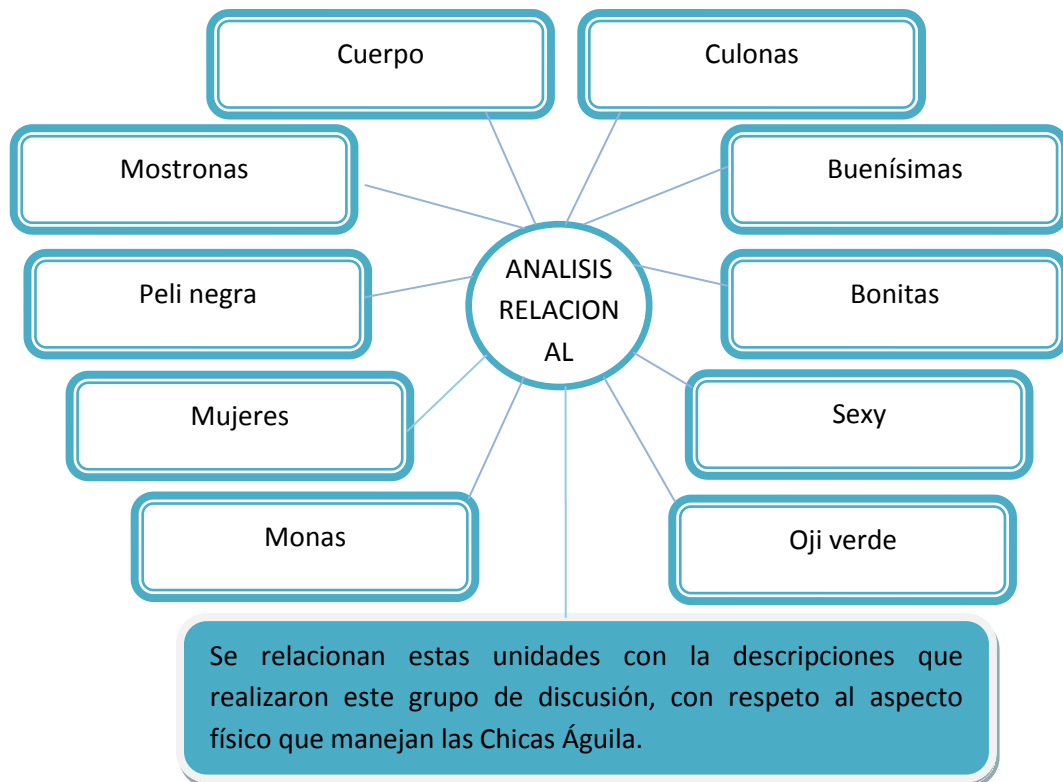 Cuerpo
Culonas
Mostronas
Buenísimas
Peli negra
ANALISIS
RELACION
AL
Bonitas
Mujeres
Sexy
Monas
Oji verde
Se relacionan estas unidades con la descripciones que
realizaron este grupo de discusión, con respeto al aspecto
físico que manejan las Chicas Águila.